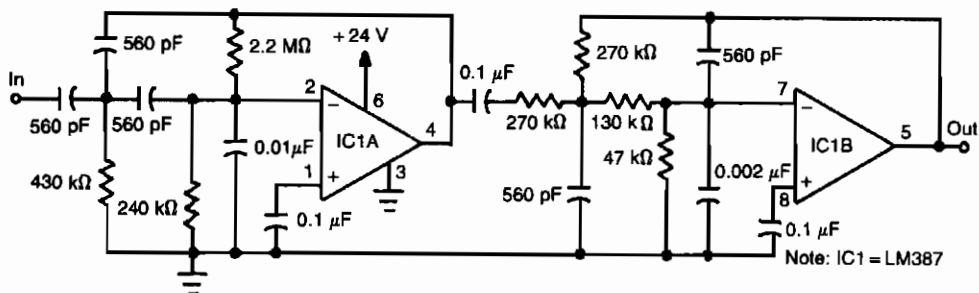 560 pF
2.2 MΩ
+24 V
270 kΩ
560 pF
In
0.1 µF
2
6
7
560 pF
560 pF
270 kΩ
130 kΩ
−
−
IC1A
4
IC1B
5
Out
0.01µF
47 kΩ
0.002 µF
430 kΩ
1
+
3
+
8
240 kΩ
0.1 µF
560 pF
0.1 µF
Note: IC1 = LM387